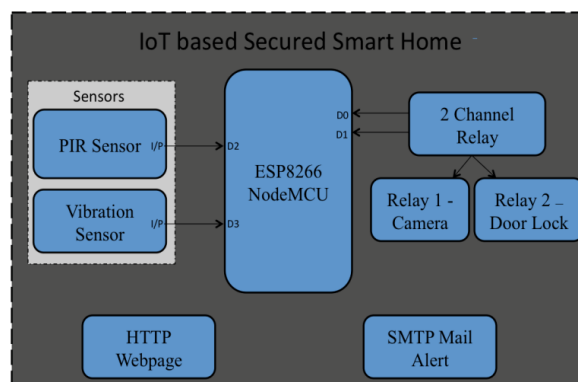 IoT based Secured Smart Home -
Sensors
PIR Sensor
I/P
Vibration
Sensor
I/P
D2
D3
ESP8266
NodeMCU
D0
D1
2 Channel
Relay
Relay 1 -
Camera
Relay 2 –
Door Lock
HTTP
Webpage
SMTP Mail
Alert